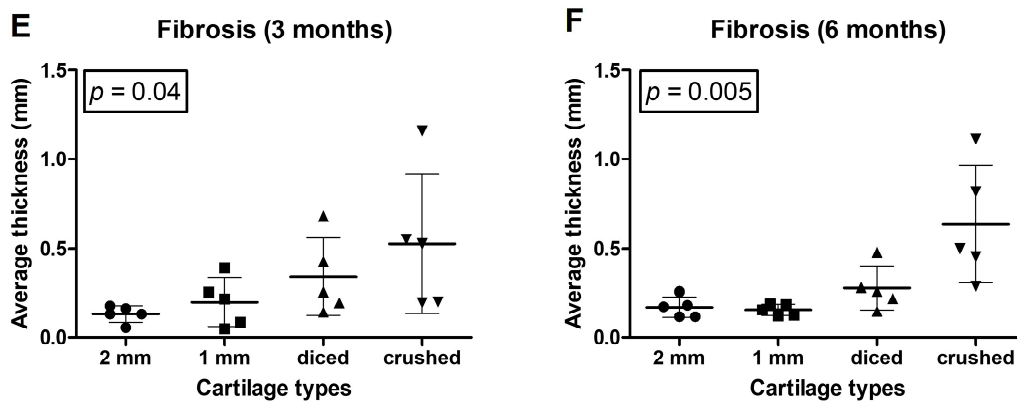 E
Fibrosis (3 months)
Average thickness (mm)
1.5
1.0
0.5
0.0
p = 0.04
2 mm 1 mm diced crushed
Cartilage types
F
Fibrosis (6 months)
Average thickness (mm)
1.5
1.0
0.5
0.0
p = 0.005
2 mm 1 mm diced crushed
Cartilage types